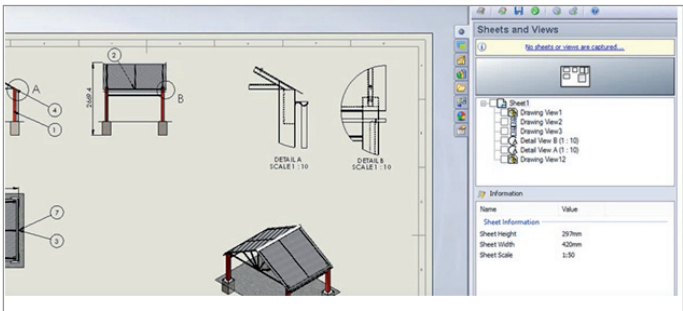 Sheets and Views
No sheets or views are captured....
Sheet1
Drawing View1
Drawing View2
Drawing View3
Detail View B (1 : 10)
Detail View A (1 : 10)
Drawing View12
Information
Name Value
Sheet Information
Sheet Height 297mm
Sheet Width 420mm
Sheet Scale 1:50
2
A
B
4
1
2669.4
DETAIL A
SCALE 1 : 10
DETAIL B
SCALE 1 : 10
7
3